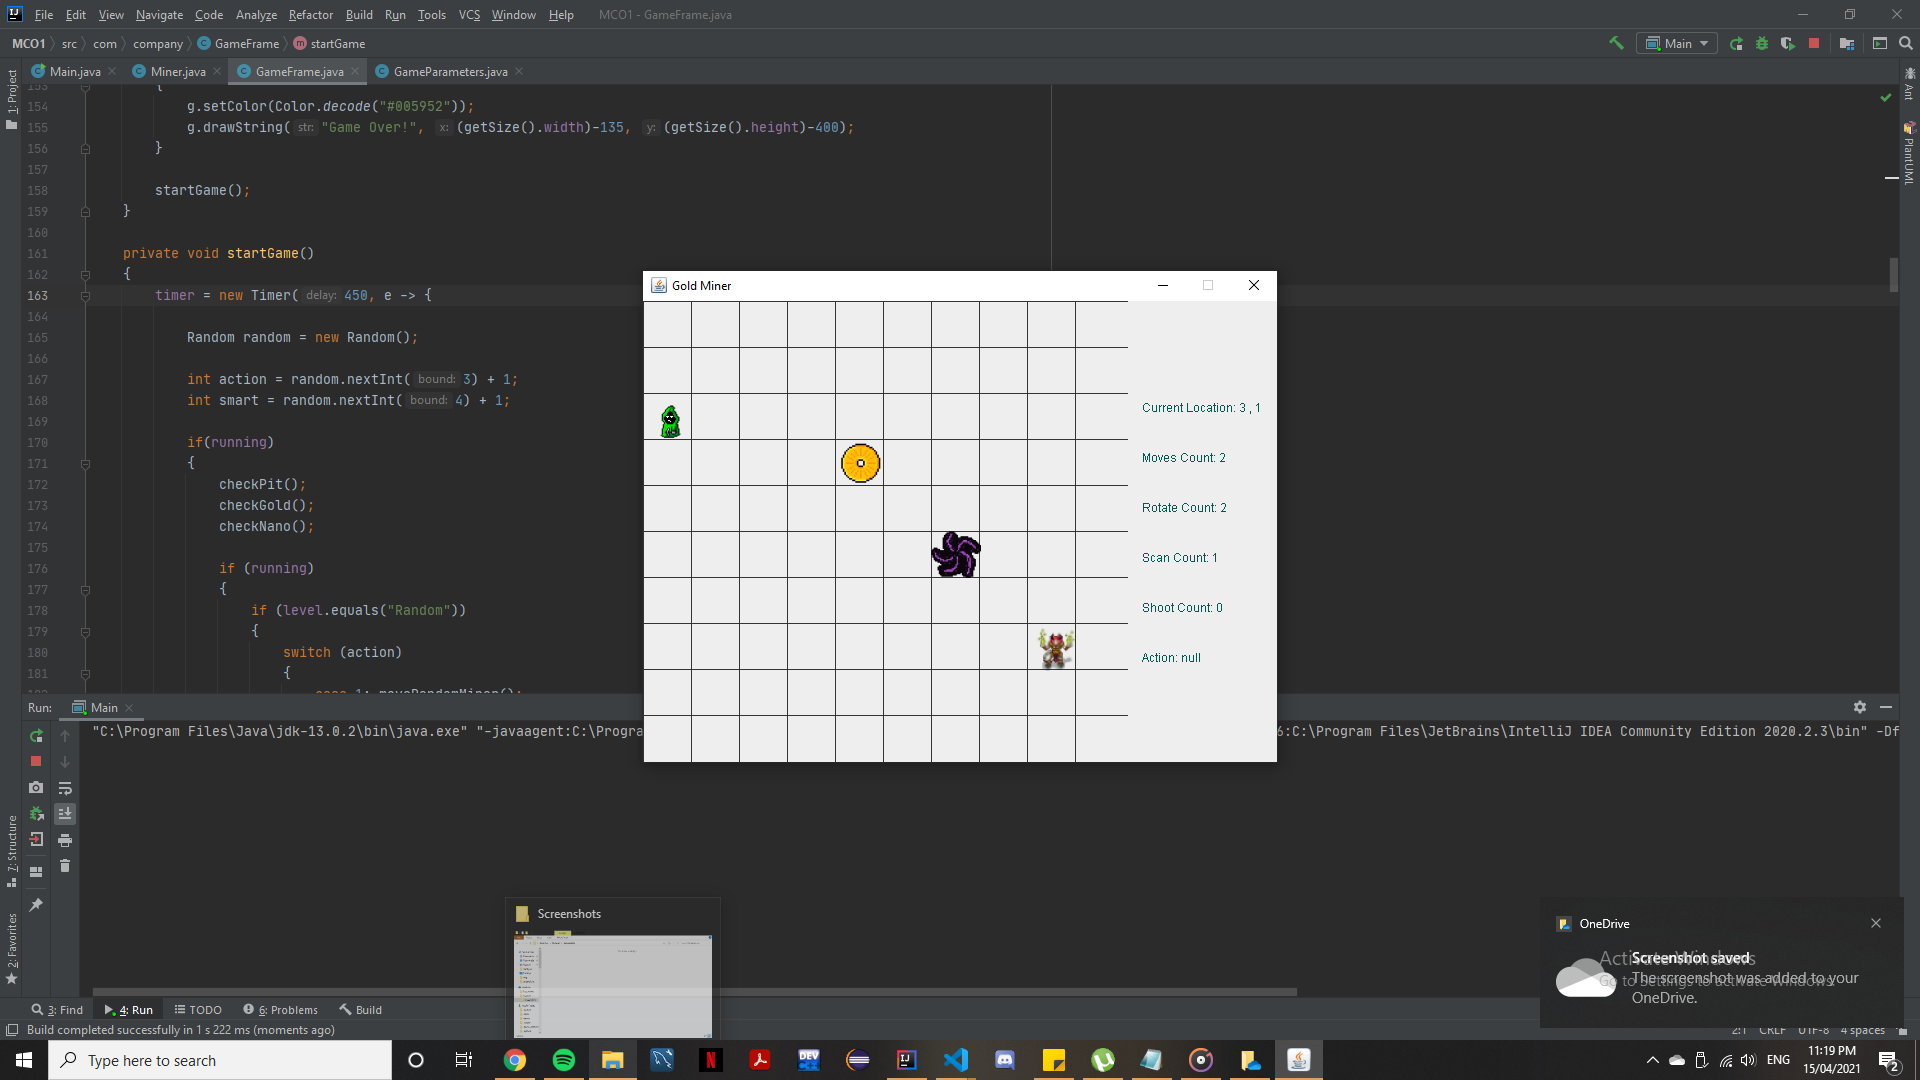 File Edit View Navigate Code Analyze Refactor Build Run Tools VCS Window Help MCO1 - GameFrame.java
MCO1 src com company GameFrame startGame Main
Main.java Miner.java GameFrame.java GameParameters.java
1: Project
Ant
PlantUML
153 {
154 g.setColor(Color.decode("#005952"));
155 g.drawString( str: "Game Over!", x: (getSize().width)-135, y: (getSize().height)-400);
156 }
157
158 startGame();
159 }
160
161 private void startGame()
162 {
163 timer = new Timer( delay: 450, e -> {
164
165 Random random = new Random();
166
167 int action = random.nextInt( bound: 3) + 1;
168 int smart = random.nextInt( bound: 4) + 1;
169
170 if(running)
171 {
172 checkPit();
173 checkGold();
174 checkNano();
175
176 if (running)
177 {
178 if (level.equals("Random"))
179 {
180 switch (action)
181 {
Gold Miner
Current Location: 3 , 1
Moves Count: 2
Rotate Count: 2
Scan Count: 1
Shoot Count: 0
Action: null
Run: Main
"C:\Program Files\Java\jdk-13.0.2\bin\java.exe" "-javaagent:C:\Progra
6:C:\Program Files\JetBrains\IntelliJ IDEA Community Edition 2020.2.3\bin" -Df
7: Structure
2: Favorites
Screenshots
OneDrive
Screenshot saved
The screenshot was added to your
OneDrive.
Activate Windows
Go to Settings to activate Windows.
3: Find 4: Run TODO 6: Problems Build
Build completed successfully in 1 s 222 ms (moments ago)
2:1 CRLF UTF-8 4 spaces
Type here to search
DEV
ENG
11:19 PM
15/04/2021
2